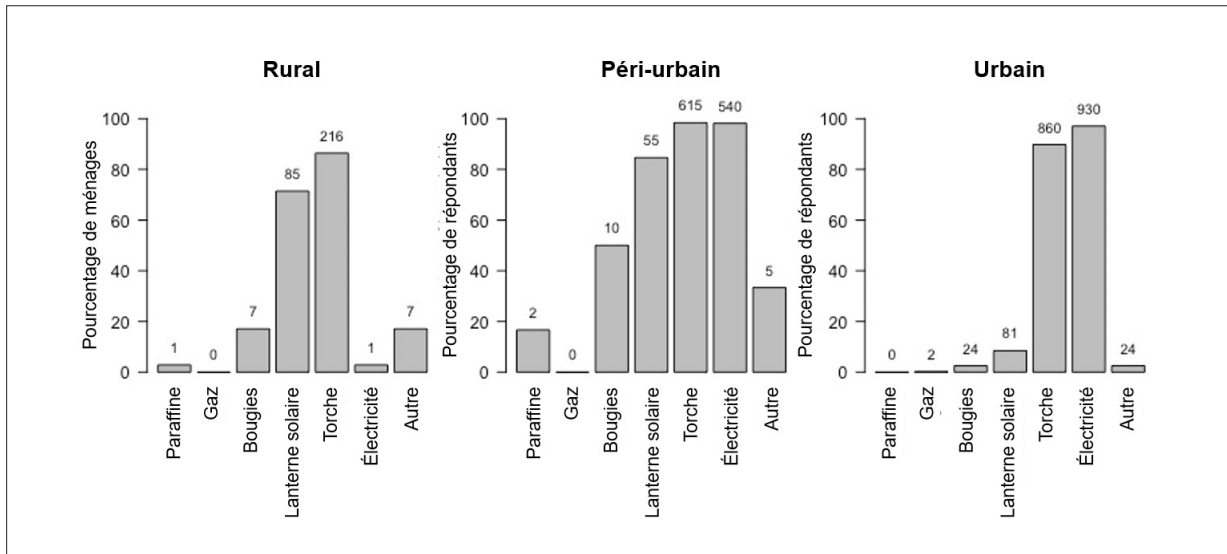 Rural
Pourcentage de ménages
100
80
60
40
20
0
1
0
7
85
216
1
7
Paraffine
Gaz
Bougies
Lanterne solaire
Torche
Électricité
Autre
Péri-urbain
Pourcentage de répondants
100
80
60
40
20
0
2
0
10
55
615
540
5
Paraffine
Gaz
Bougies
Lanterne solaire
Torche
Électricité
Autre
Urbain
Pourcentage de répondants
100
80
60
40
20
0
0
2
24
81
860
930
24
Paraffine
Gaz
Bougies
Lanterne solaire
Torche
Électricité
Autre